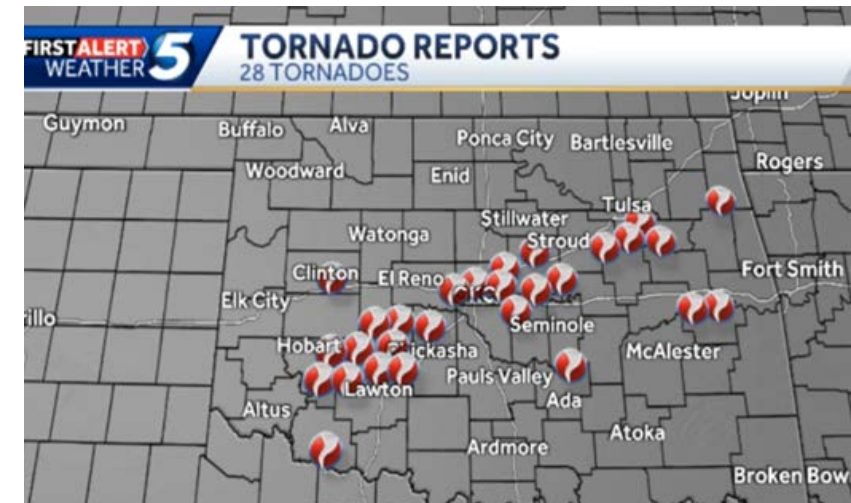 FIRST ALERT
WEATHER 5
TORNADO REPORTS
28 TORNADOES
Joplin
Guymon
Buffalo
Alva
Ponca City
Bartlesville
Woodward
Enid
Rogers
Tulsa
Stillwater
Watonga
Stroud
Clinton
El Reno
Fort Smith
Elk City
OKC
Seminole
Hobart
McAlester
Pauls Valley
Lawton
Altus
Ada
Atoka
Ardmore
Broken Bow